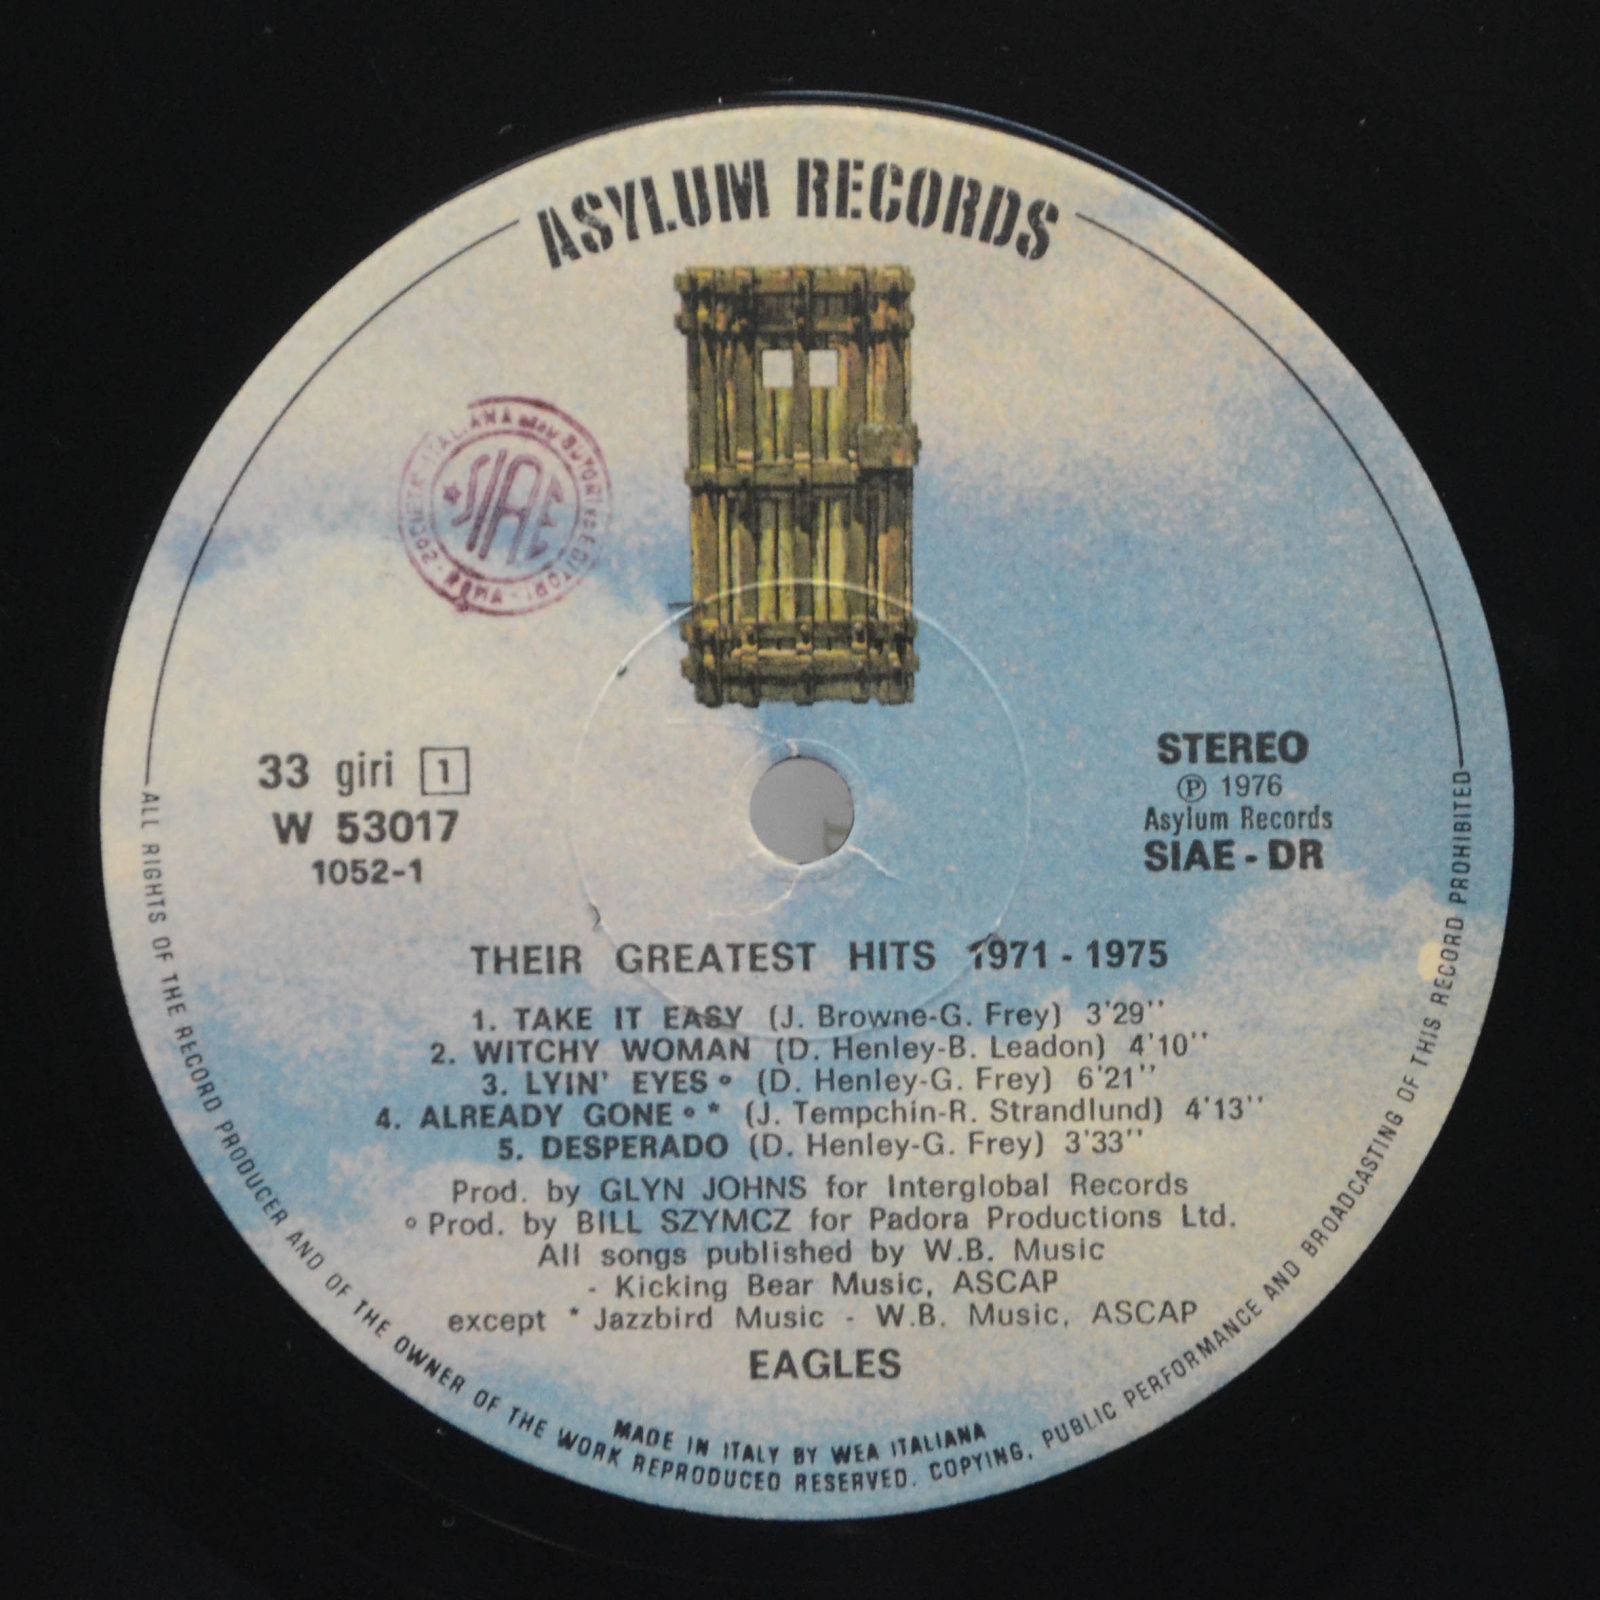 ASYLUM RECORDS
SIAE
33 giri 1
W 53017
1052-1
STEREO
℗ 1976
Asylum Records
SIAE - DR
THEIR GREATEST HITS 1971 - 1975
1. TAKE IT EASY (J. Browne-G. Frey) 3'29''
2. WITCHY WOMAN (D. Henley-B. Leadon) 4'10''
3. LYIN' EYES ° (D. Henley-G. Frey) 6'21''
4. ALREADY GONE ° * (J. Tempchin-R. Strandlund) 4'13''
5. DESPERADO (D. Henley-G. Frey) 3'33''
Prod. by GLYN JOHNS for Interglobal Records
° Prod. by BILL SZYMCZ for Padora Productions Ltd.
All songs published by W.B. Music
- Kicking Bear Music, ASCAP
except * Jazzbird Music - W.B. Music, ASCAP
EAGLES
MADE IN ITALY BY WEA ITALIANA
ALL RIGHTS OF THE RECORD PRODUCER AND OF THE OWNER OF THE WORK REPRODUCED RESERVED. COPYING, PUBLIC PERFORMANCE AND BROADCASTING OF THIS RECORD PROHIBITED